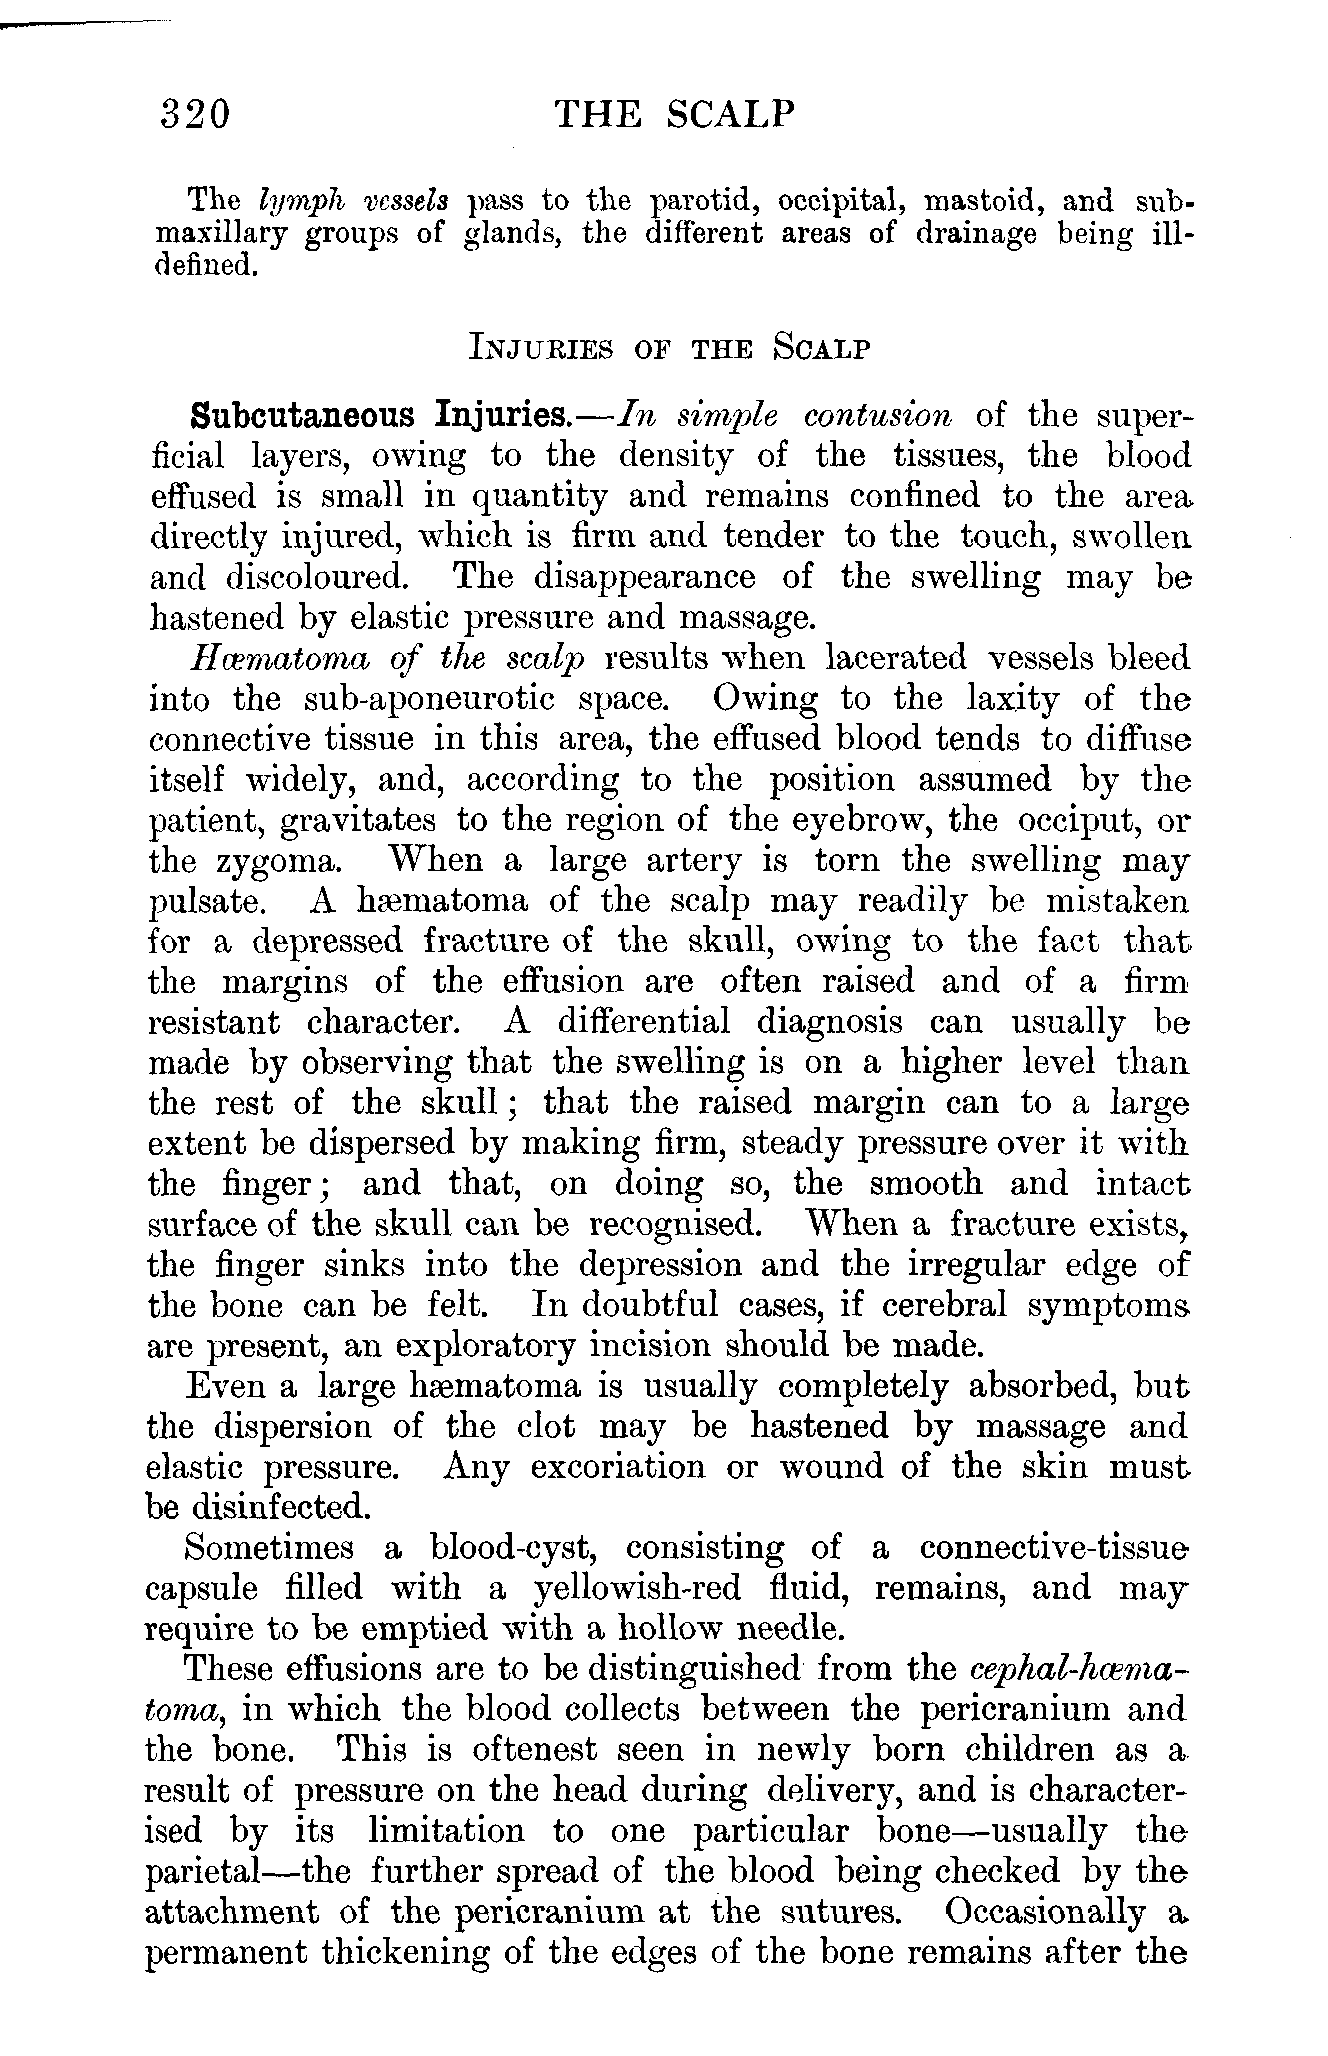 320 THE SCALP
The lymph vessels pass to the parotid, occipital, mastoid, and sub-
maxillary groups of glands, the different areas of drainage being ill-
defined.
INJURIES OF THE SCALP
Subcutaneous Injuries.—In simple contusion of the super-
ficial layers, owing to the density of the tissues, the blood
effused is small in quantity and remains confined to the area
directly injured, which is firm and tender to the touch, swollen
and discoloured. The disappearance of the swelling may be
hastened by elastic pressure and massage.
Hæmatoma of the scalp results when lacerated vessels bleed
into the sub-aponeurotic space. Owing to the laxity of the
connective tissue in this area, the effused blood tends to diffuse
itself widely, and, according to the position assumed by the
patient, gravitates to the region of the eyebrow, the occiput, or
the zygoma. When a large artery is torn the swelling may
pulsate. A hæmatoma of the scalp may readily be mistaken
for a depressed fracture of the skull, owing to the fact that
the margins of the effusion are often raised and of a firm
resistant character. A differential diagnosis can usually be
made by observing that the swelling is on a higher level than
the rest of the skull; that the raised margin can to a large
extent be dispersed by making firm, steady pressure over it with
the finger; and that, on doing so, the smooth and intact
surface of the skull can be recognised. When a fracture exists,
the finger sinks into the depression and the irregular edge of
the bone can be felt. In doubtful cases, if cerebral symptoms
are present, an exploratory incision should be made.
Even a large hæmatoma is usually completely absorbed, but
the dispersion of the clot may be hastened by massage and
elastic pressure. Any excoriation or wound of the skin must
be disinfected.
Sometimes a blood-cyst, consisting of a connective-tissue
capsule filled with a yellowish-red fluid, remains, and may
require to be emptied with a hollow needle.
These effusions are to be distinguished from the cephal-hæma-
toma, in which the blood collects between the pericranium and
the bone. This is oftenest seen in newly born children as a
result of pressure on the head during delivery, and is character-
ised by its limitation to one particular bone—usually the
parietal—the further spread of the blood being checked by the
attachment of the pericranium at the sutures. Occasionally a
permanent thickening of the edges of the bone remains after the